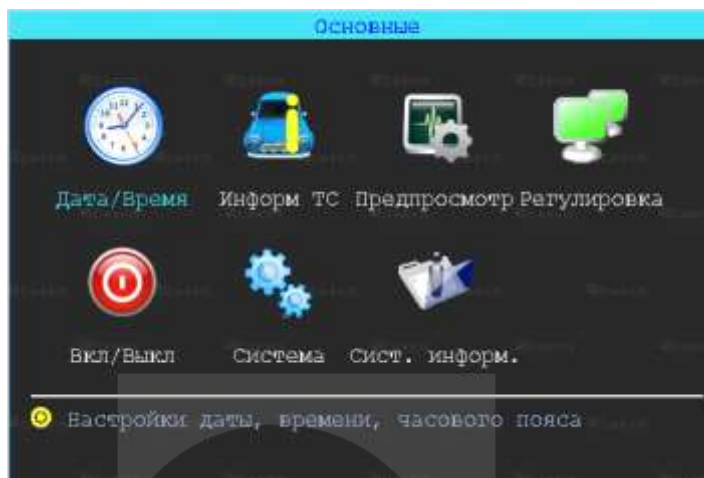 Основные
Дата/Время Информ ТС Предпросмотр Регулировка
Вкл/Выкл Система Сист. информ.
Настройки даты, времени, часового пояса